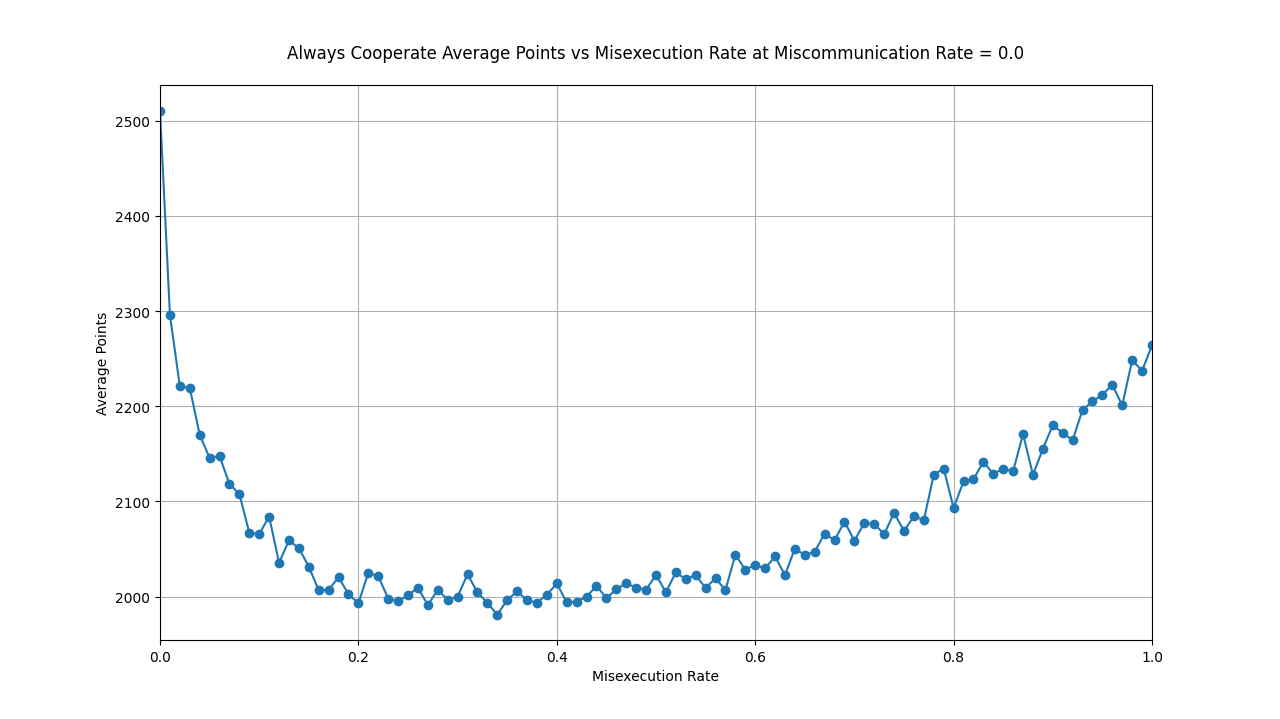 Always Cooperate Average Points vs Misexecution Rate at Miscommunication Rate = 0.0
2500
2400
2300
2200
2100
2000
Average Points
0.0 0.2 0.4 0.6 0.8 1.0
Misexecution Rate